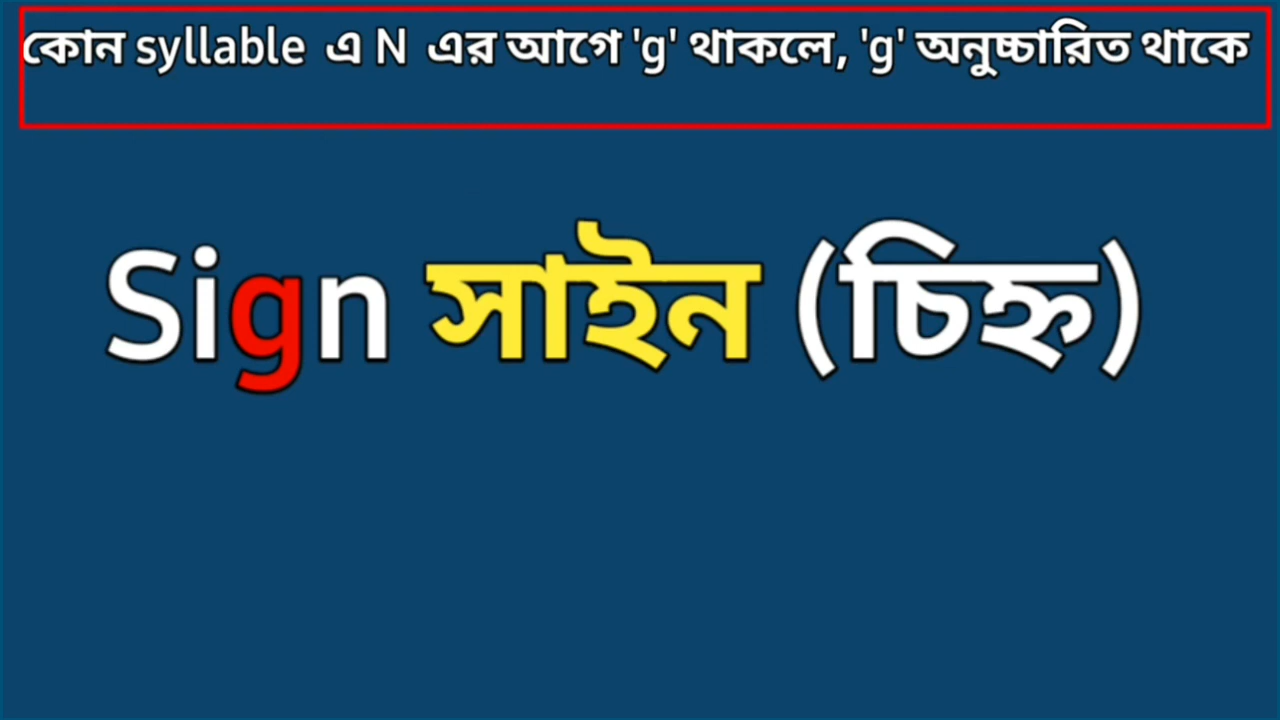 কোন syllable এ N এর আগে 'g' থাকলে, 'g' অনুচ্চারিত থাকে
Sign সাইন (চিহ্ন)